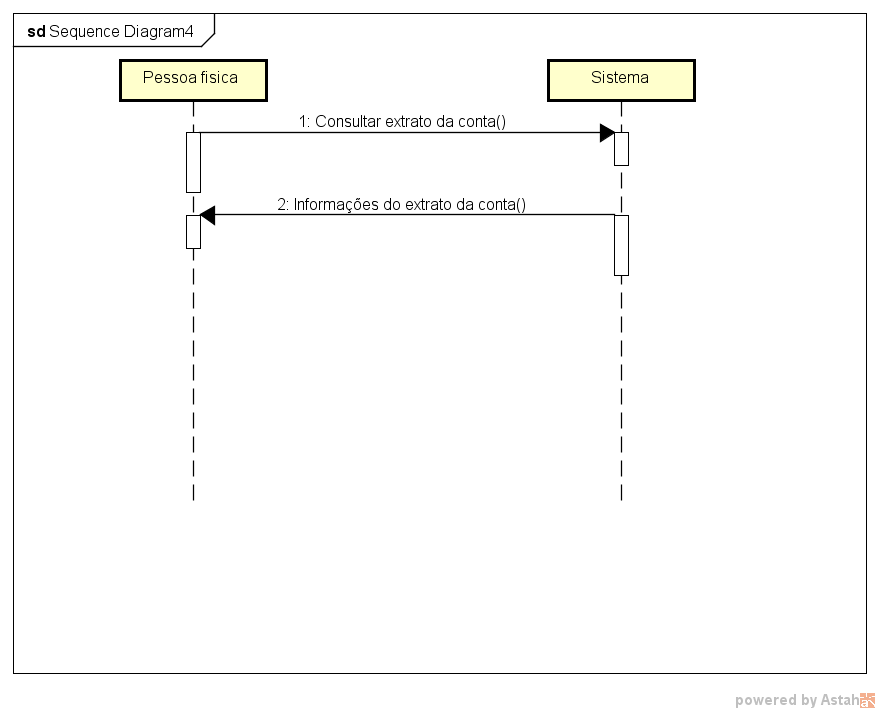 sd Sequence Diagram4
Pessoa fisica
Sistema
1: Consultar extrato da conta()
2: Informações do extrato da conta()
powered by Astah